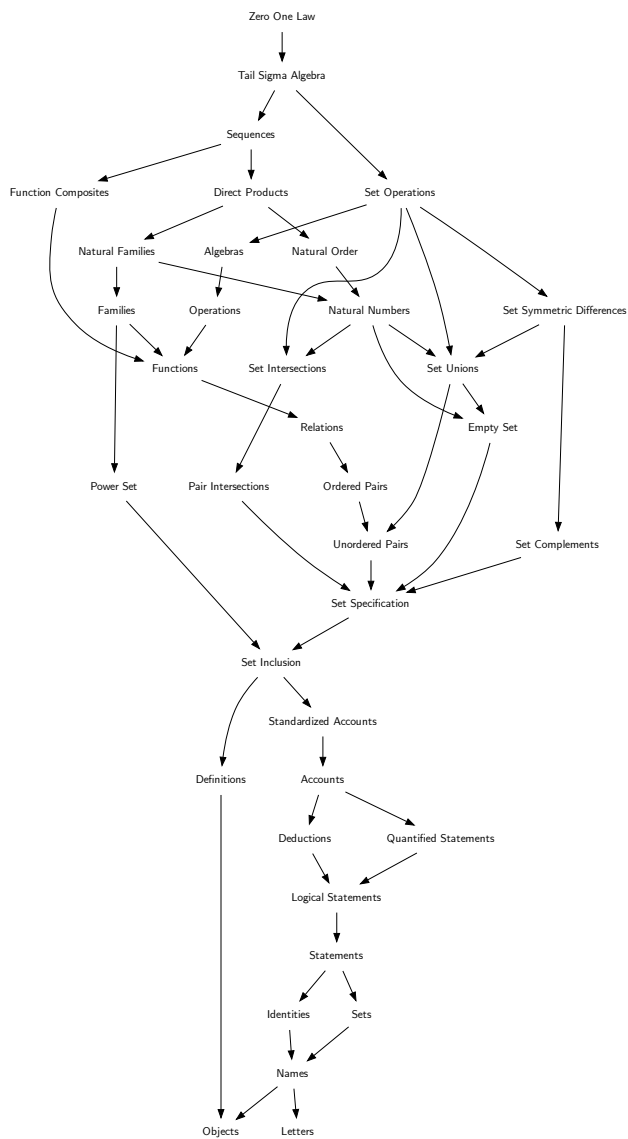 Zero One Law
Tail Sigma Algebra
Sequences
Function Composites
Direct Products
Set Operations
Natural Families
Algebras
Natural Order
Families
Operations
Natural Numbers
Set Symmetric Differences
Functions
Set Intersections
Set Unions
Relations
Empty Set
Power Set
Pair Intersections
Ordered Pairs
Unordered Pairs
Set Complements
Set Specification
Set Inclusion
Standardized Accounts
Definitions
Accounts
Deductions
Quantified Statements
Logical Statements
Statements
Identities
Sets
Names
Objects
Letters